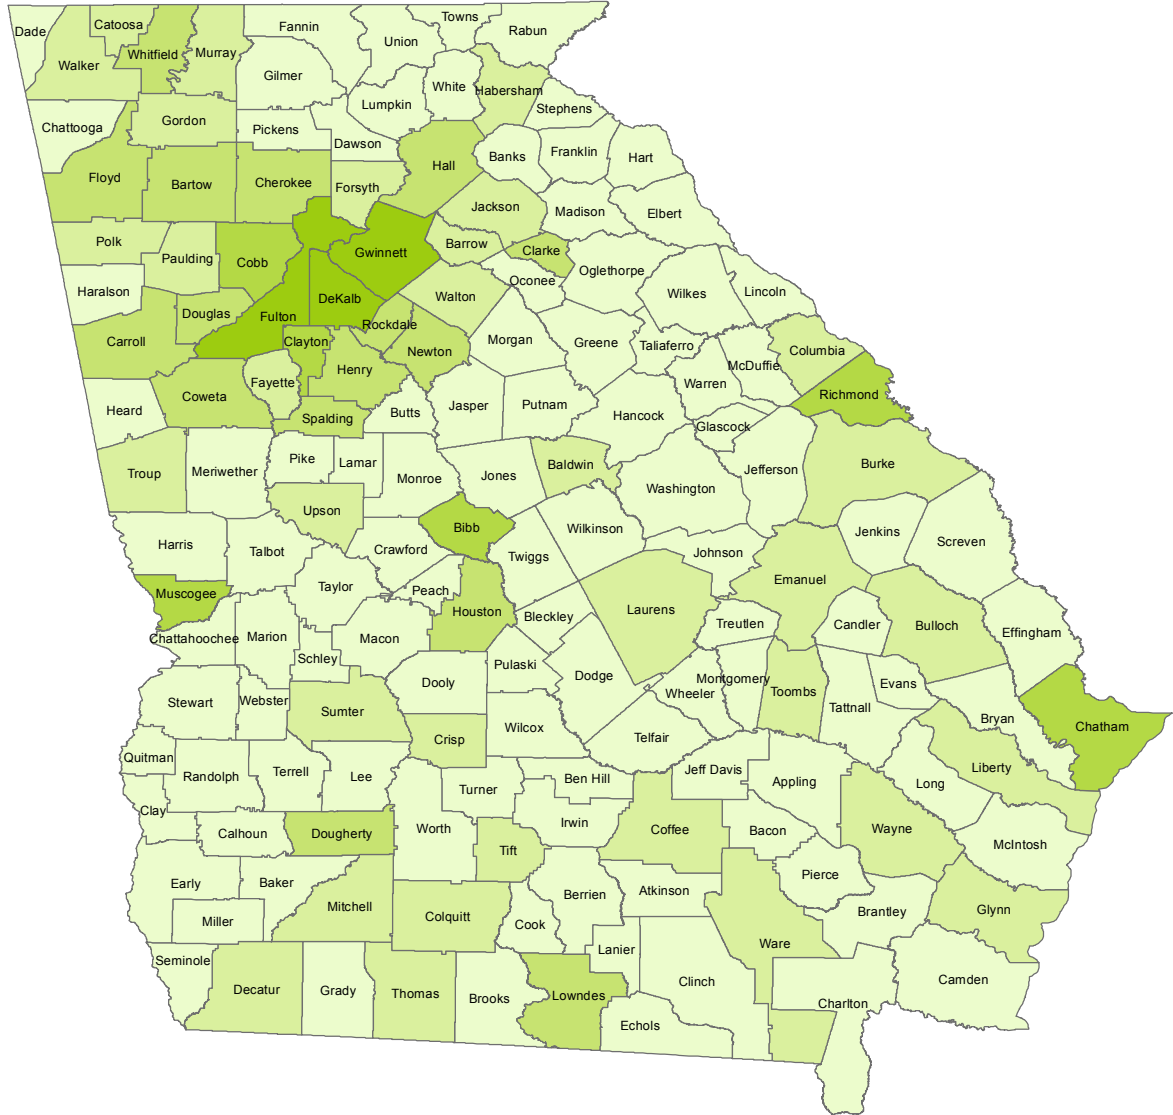 Dade
Catoosa
Whitfield
Walker
Murray
Fannin
Union
Towns
Rabun
Gilmer
White
Habersham
Lumpkin
Stephens
Chattooga
Gordon
Pickens
Dawson
Banks
Franklin
Hart
Hall
Floyd
Bartow
Cherokee
Forsyth
Jackson
Madison
Elbert
Polk
Paulding
Cobb
Gwinnett
Barrow
Clarke
Oglethorpe
Oconee
Haralson
Douglas
Fulton
DeKalb
Rockdale
Walton
Wilkes
Lincoln
Carroll
Clayton
Newton
Morgan
Greene
Taliaferro
McDuffie
Columbia
Henry
Fayette
Coweta
Heard
Spalding
Butts
Jasper
Putnam
Hancock
Warren
Glascock
Richmond
Troup
Meriwether
Pike
Lamar
Monroe
Jones
Baldwin
Washington
Jefferson
Burke
Upson
Bibb
Wilkinson
Harris
Talbot
Crawford
Twiggs
Johnson
Jenkins
Screven
Muscogee
Taylor
Peach
Houston
Bleckley
Laurens
Emanuel
Treutlen
Candler
Bulloch
Effingham
Chattahoochee
Marion
Macon
Schley
Pulaski
Dodge
Montgomery
Wheeler
Toombs
Tattnall
Evans
Bryan
Chatham
Stewart
Webster
Sumter
Dooly
Crisp
Wilcox
Telfair
Quitman
Randolph
Terrell
Lee
Turner
Ben Hill
Jeff Davis
Appling
Long
Liberty
Clay
Calhoun
Dougherty
Worth
Irwin
Coffee
Bacon
Wayne
McIntosh
Tift
Early
Baker
Mitchell
Miller
Colquitt
Cook
Berrien
Atkinson
Pierce
Brantley
Glynn
Ware
Lanier
Clinch
Seminole
Decatur
Grady
Thomas
Brooks
Lowndes
Echols
Charlton
Camden